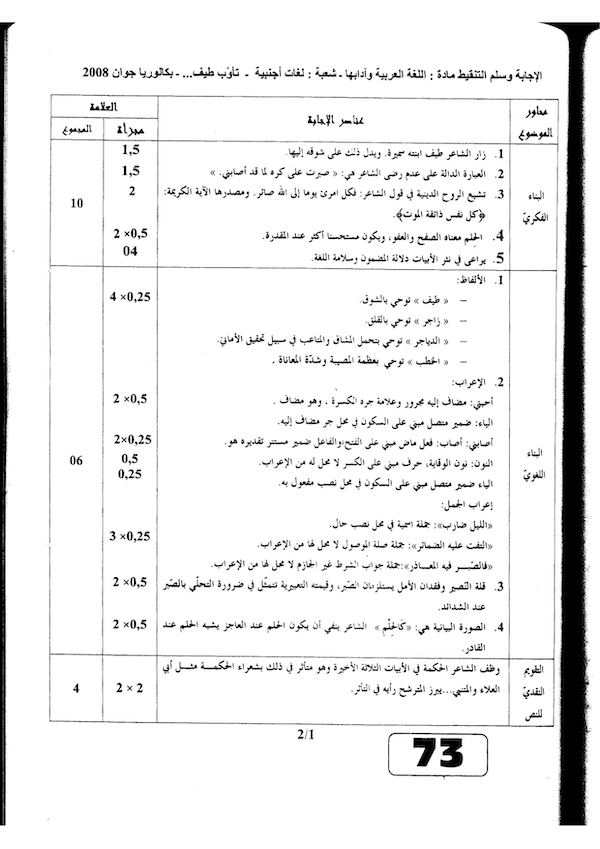 الإجابة وسلم التنقيط مادة : اللغة العربية وآدابها ـ شعبة : لغات أجنبية - تأوّب طيف... ـ بكالوريا جوان 2008
محاور الموضوع
عناصر الإجابة
العلامة
مجزأة
المجموع
البناء الفكريّ
1. زار الشاعر طيف ابنته سميرة. ويدل ذلك على شوقه إليها.
1,5
2. العبارة الدالة على عدم رضى الشاعر هي: « صبرت على كره لما قد أصابني. »
1,5
3. تشيع الروح الدينية في قول الشاعر: فكل امرئ يوما إلى الله صائر. ومصدرها الآية الكريمة:
2
﴿كل نفس ذائقة الموت﴾.
10
4. الحِلم معناه الصفح والعفو، ويكون مستحسنا أكثر عند المقدرة.
2 ×0,5
5. يراعى في نثر الأبيات دلالة المضمون وسلامة اللغة.
04
البناء اللغويّ
1. الألفاظ:
4 ×0,25
– « طيف » توحي بالشوق.
– « زاجر » توحي بالقلق.
– « الدياجر » توحي بتحمل المشاق والمتاعب في سبيل تحقيق الأماني.
– « الخطب » توحي بعظمة المصيبة وشدّة المعاناة .
2. الإعراب:
أحبتي: مضاف إليه مجرور وعلامة جره الكسرة ، وهو مضاف .
2 ×0,5
الياء: ضمير متصل مبني على السكون في محل جر مضاف إليه.
أصابني: أصاب: فعل ماض مبني على الفتح،والفاعل ضمير مستتر تقديره هو.
2×0,25
النون: نون الوقاية، حرف مبني على الكسر لا محل له من الإعراب.
0,5
06
الياء ضمير متصل مبني على السكون في محل نصب مفعول به.
0,25
إعراب الجمل:
«الليل ضارب»: جملة اسمية في محل نصب حال.
«التفت عليه الضمائر»: جملة صلة الموصول لا محل لها من الإعراب.
3 ×0,25
«فالصّبر فيه المعاذر»:جملة جواب الشرط غير الجازم لا محل لها من الإعراب.
3. قلة النّصير وفقدان الأمل يستلزمان الصّبر، وقيمته التعبيرية تتمثّل في ضرورة التحلّي بالصّبر
2 ×0,5
عند الشدائد.
4. الصورة البيانية هي: «كَالحِلْمِ» الشاعر ينفي أن يكون الحلم عند العاجز يشبه الحلم عند
2 ×0,5
القادر.
التقويم النقديّ للنص
وظف الشاعر الحكمة في الأبيات الثلاثة الأخيرة وهو متأثر في ذلك بشعراء الحكمة مثل أبي
العلاء والمتنبي...يبرز المترشح رأيه في التأثر.
2 × 2
4
2/1
73